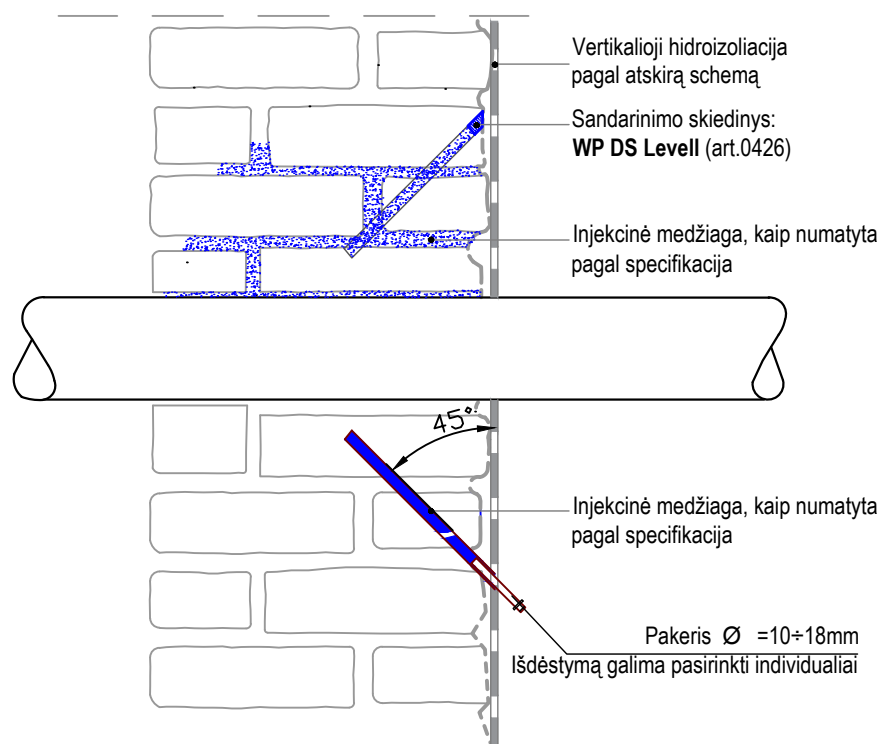 Vertikalioji hidroizoliacija
pagal atskirą schemą
Sandarinimo skiedinys:
WP DS Levell (art.0426)
Injekcinė medžiaga, kaip numatyta
pagal specifikacija
45°
Injekcinė medžiaga, kaip numatyta
pagal specifikacija
Pakeris Ø =10÷18mm
Išdėstymą galima pasirinkti individualiai